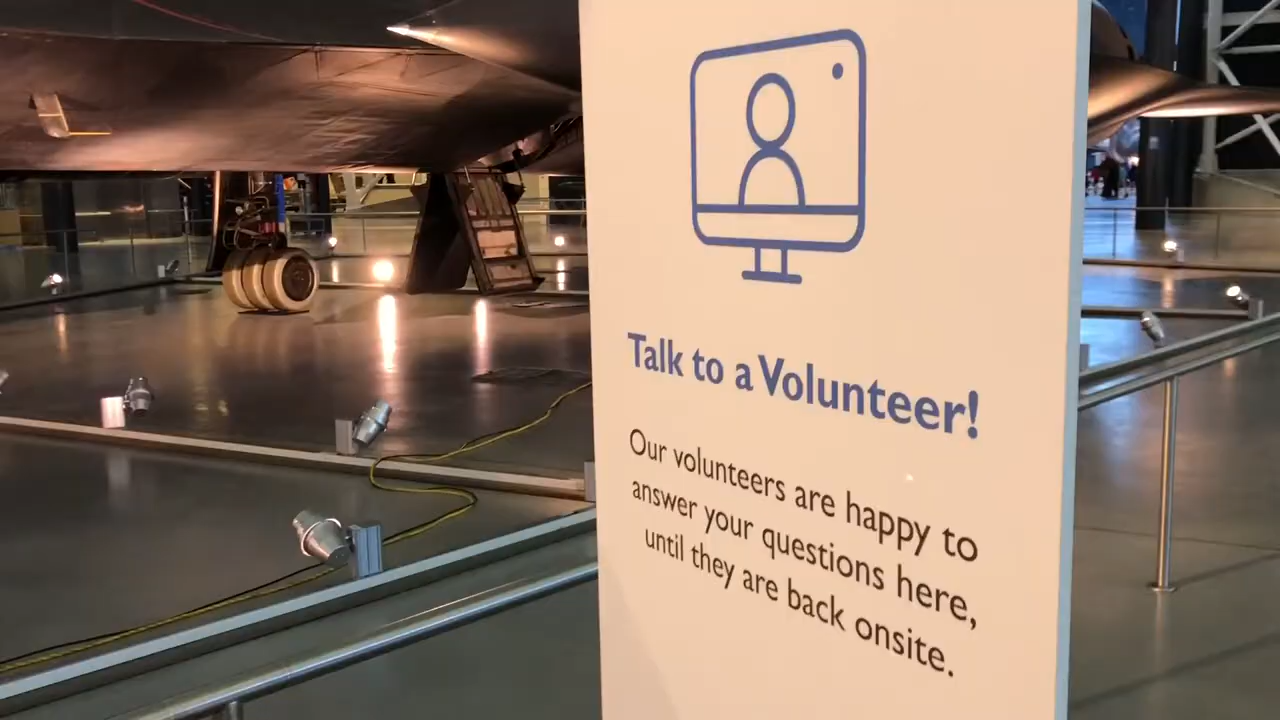 Talk to a Volunteer!
Our volunteers are happy to
answer your questions here,
until they are back onsite.